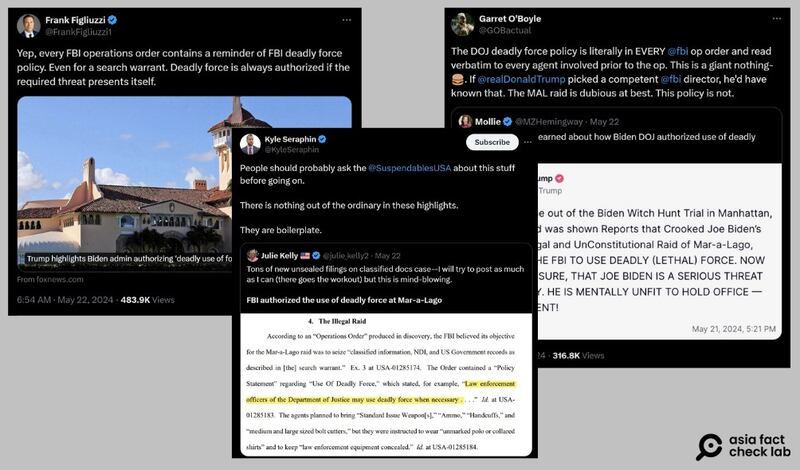 Frank Figliuzzi
@FrankFigliuzzi1
Yep, every FBI operations order contains a reminder of FBI deadly force
policy. Even for a search warrant. Deadly force is always authorized if the
required threat presents itself.
Trump highlights Biden admin authorizing 'deadly use of fo
From foxnews.com
6:54 AM · May 22, 2024 · 483.9K Views
Garret O'Boyle
@GOBactual
The DOJ deadly force policy is literally in EVERY @fbi op order and read
verbatim to every agent involved prior to the op. This is a giant nothing-
🍔. If @realDonaldTrump picked a competent @fbi director, he'd have
known that. The MAL raid is dubious at best. This policy is not.
Mollie @MZHemingway · May 22
earned about how Biden DOJ authorized use of deadly
ump
Trump
e out of the Biden Witch Hunt Trial in Manhattan,
d was shown Reports that Crooked Joe Biden's
gal and UnConstitutional Raid of Mar-a-Lago,
HE FBI TO USE DEADLY (LETHAL) FORCE. NOW
SURE, THAT JOE BIDEN IS A SERIOUS THREAT
Y. HE IS MENTALLY UNFIT TO HOLD OFFICE —
ENT!
May 21, 2024, 5:21 PM
24 · 316.8K Views
Kyle Seraphin
@KyleSeraphin
Subscribe
People should probably ask the @SuspendablesUSA about this stuff
before going on.
There is nothing out of the ordinary in these highlights.
They are boilerplate.
Julie Kelly 🇺🇸 @julie_kelly2 · May 22
Tons of new unsealed filings on classified docs case--I will try to post as much
as I can (there goes the workout) but this is mind-blowing.
FBI authorized the use of deadly force at Mar-a-Lago
4. The Illegal Raid
According to an "Operations Order" produced in discovery, the FBI believed its objective
for the Mar-a-Lago raid was to seize "classified information, NDI, and US Government records as
described in [the] search warrant." Ex. 3 at USA-01285174. The Order contained a "Policy
Statement" regarding "Use Of Deadly Force," which stated, for example, "Law enforcement
officers of the Department of Justice may use deadly force when necessary . . . ." Id. at USA-
01285183. The agents planned to bring "Standard Issue Weapon[s]," "Ammo," "Handcuffs," and
"medium and large sized bolt cutters," but they were instructed to wear "unmarked polo or collared
shirts" and to keep "law enforcement equipment concealed." Id. at USA-01285184.
asia fact
check lab